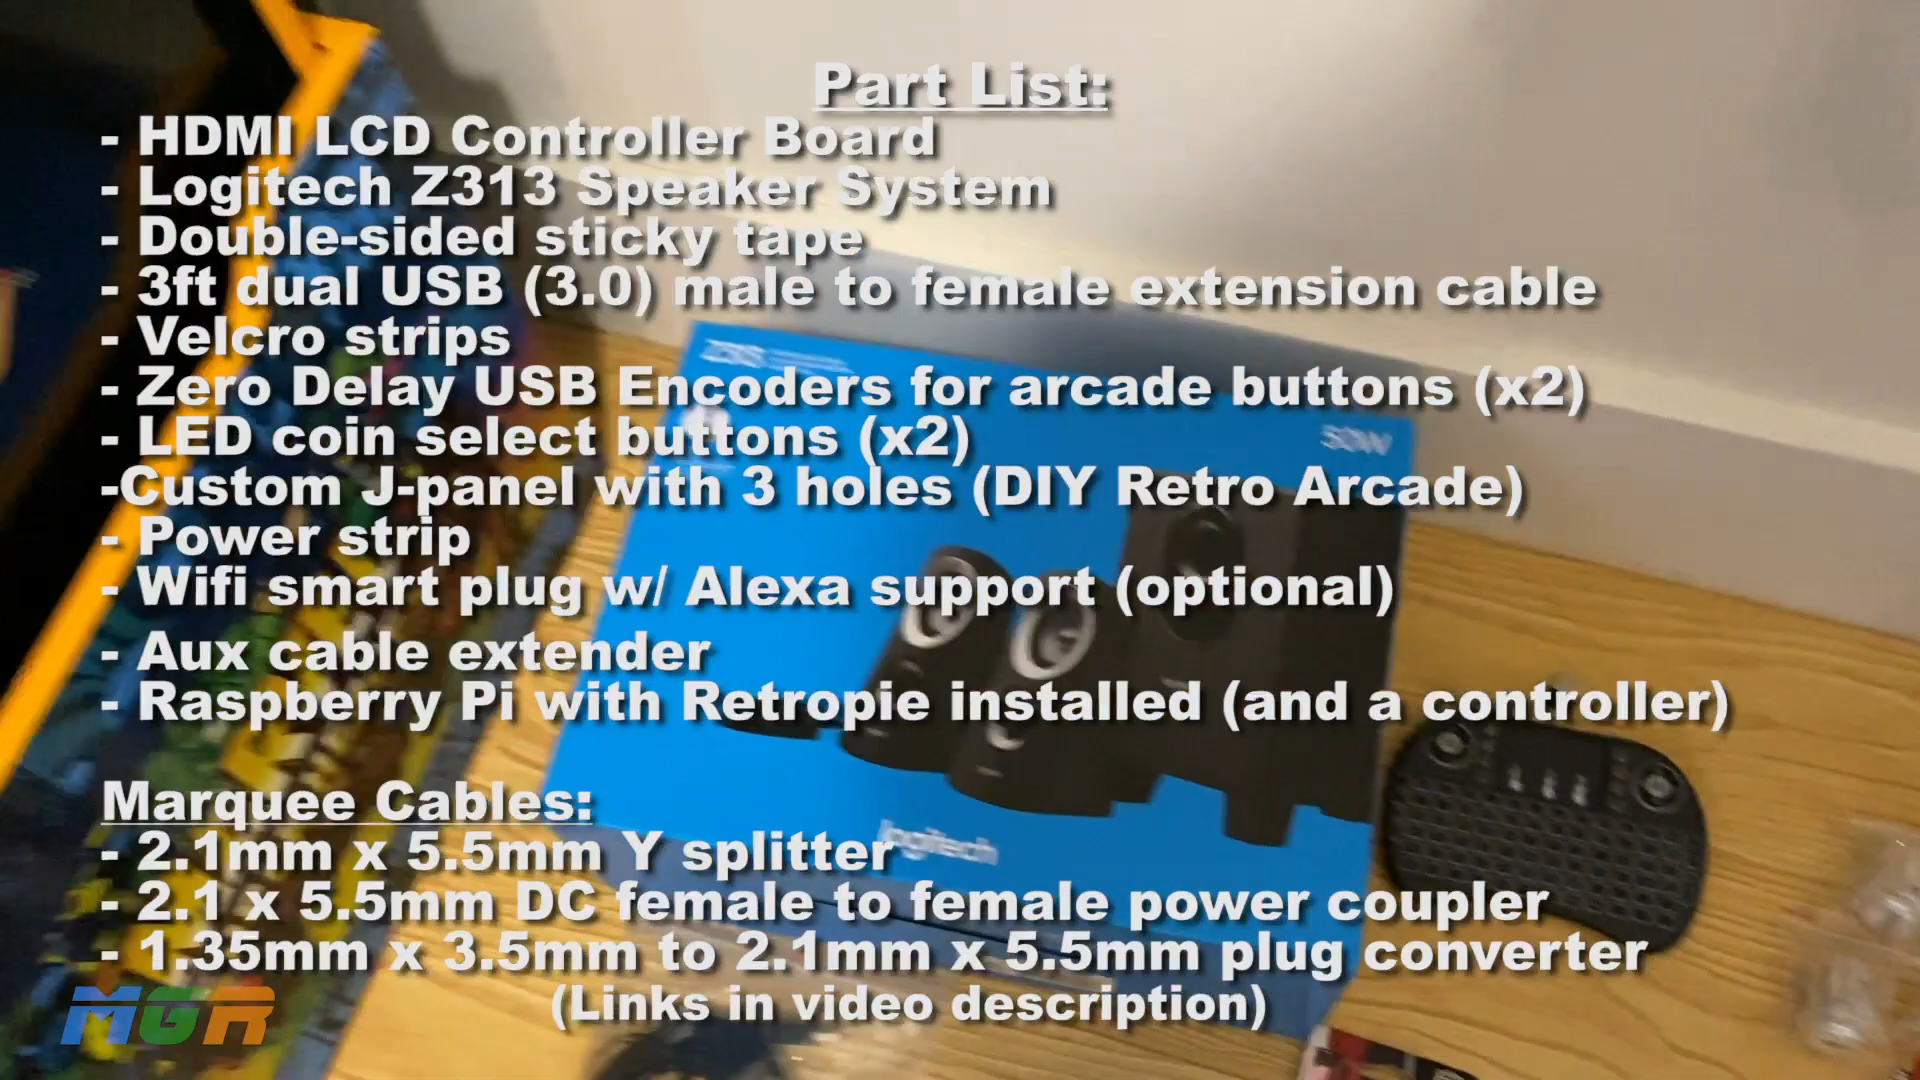 Part List:
- HDMI LCD Controller Board
- Logitech Z313 Speaker System
- Double-sided sticky tape
- 3ft dual USB (3.0) male to female extension cable
- Velcro strips
- Zero Delay USB Encoders for arcade buttons (x2)
- LED coin select buttons (x2)
50W
-Custom J-panel with 3 holes (DIY Retro Arcade)
- Power strip
- Wifi smart plug w/ Alexa support (optional)
- Aux cable extender
- Raspberry Pi with Retropie installed (and a controller)
Marquee Cables:
- 2.1mm x 5.5mm Y splitter
logitech
- 2.1 x 5.5mm DC female to female power coupler
- 1.35mm x 3.5mm to 2.1mm x 5.5mm plug converter
(Links in video description)
MGR